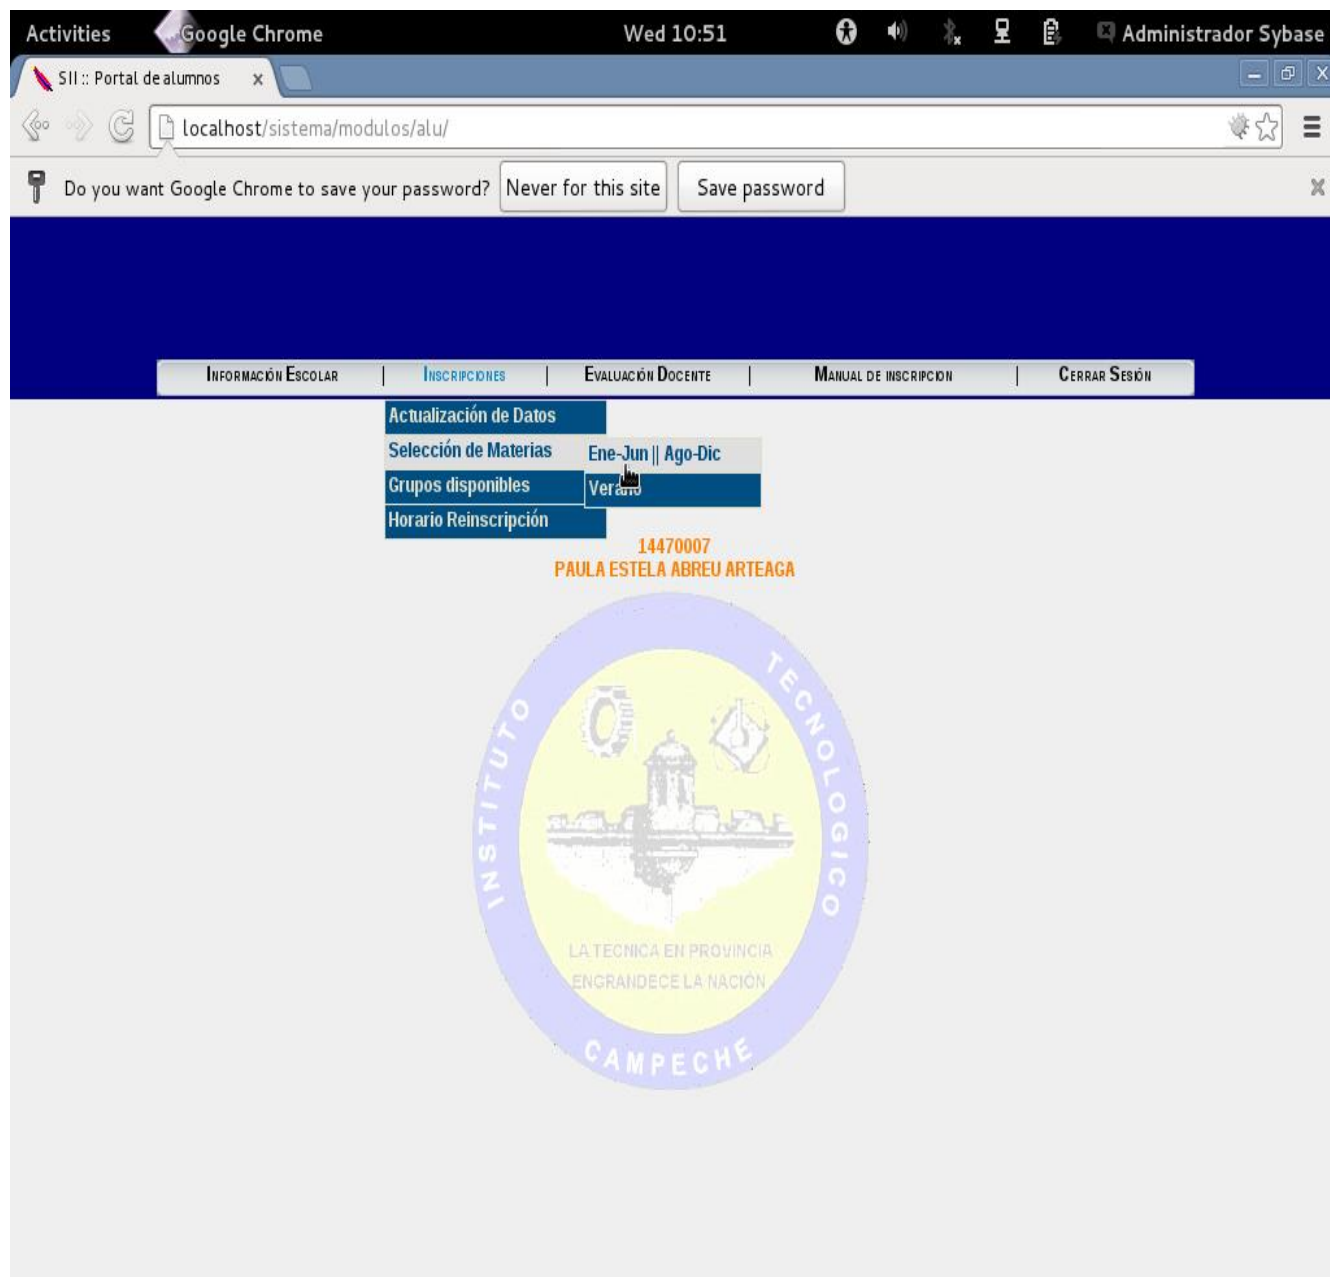 Activities Google Chrome Wed 10:51 Administrador Sybase
SII :: Portal de alumnos x
localhost/sistema/modulos/alu/
Do you want Google Chrome to save your password? Never for this site Save password
INFORMACIÓN ESCOLAR | INSCRIPCIONES | EVALUACIÓN DOCENTE | MANUAL DE INSCRIPCION | CERRAR SESIÓN
Actualización de Datos
Selección de Materias Ene-Jun || Ago-Dic
Grupos disponibles Verano
Horario Reinscripción
14470007
PAULA ESTELA ABREU ARTEAGA
INSTITUTO TECNOLOGICO
LA TECNICA EN PROVINCIA
ENGRANDECE LA NACIÓN
CAMPECHE